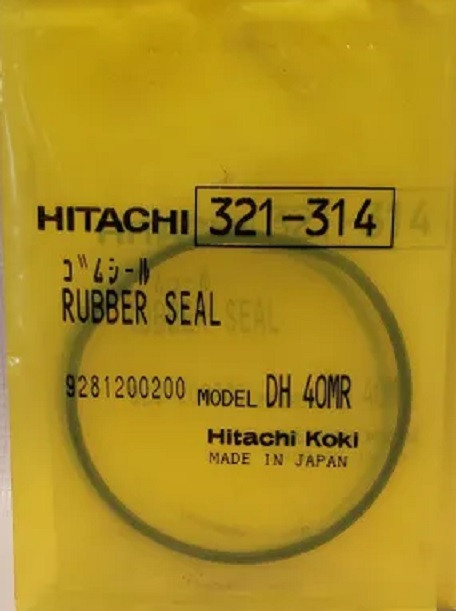 HITACHI 321-314
ゴムシール
RUBBER SEAL
9281200200 MODEL DH 40MR
Hitachi Koki
MADE IN JAPAN